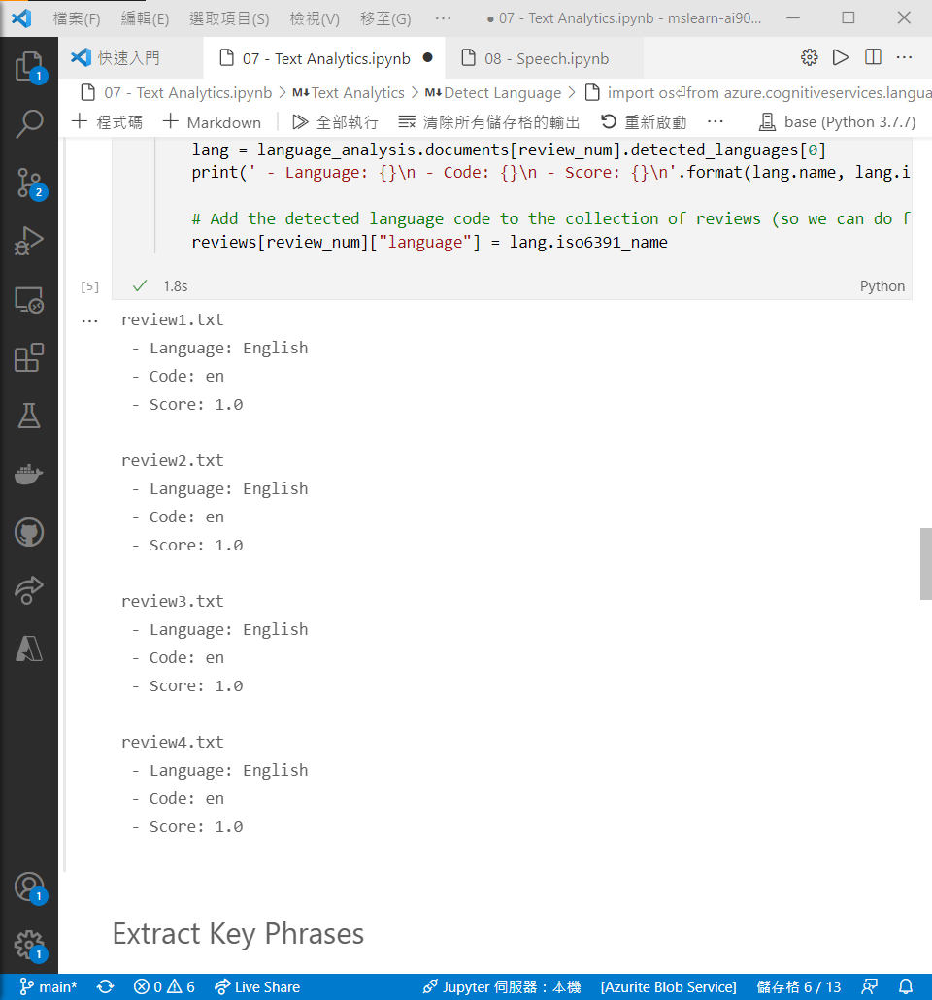 檔案(F) 編輯(E) 選取項目(S) 檢視(V) 移至(G) ··· ● 07 - Text Analytics.ipynb - mslearn-ai90...
快速入門 07 - Text Analytics.ipynb ● 08 - Speech.ipynb ···
07 - Text Analytics.ipynb > M↓Text Analytics > M↓Detect Language > import os⏎from azure.cognitiveservices.langua
+ 程式碼 + Markdown 全部執行 清除所有儲存格的輸出 重新啟動 ··· base (Python 3.7.7)
lang = language_analysis.documents[review_num].detected_languages[0]
print(' - Language: {}\n - Code: {}\n - Score: {}\n'.format(lang.name, lang.i
# Add the detected language code to the collection of reviews (so we can do f
reviews[review_num]["language"] = lang.iso6391_name
[5] ✓ 1.8s Python
··· review1.txt
- Language: English
- Code: en
- Score: 1.0
review2.txt
- Language: English
- Code: en
- Score: 1.0
review3.txt
- Language: English
- Code: en
- Score: 1.0
review4.txt
- Language: English
- Code: en
- Score: 1.0
Extract Key Phrases
1
2
1
1
main* 0 6 Live Share Jupyter 伺服器：本機 [Azurite Blob Service] 儲存格 6 / 13